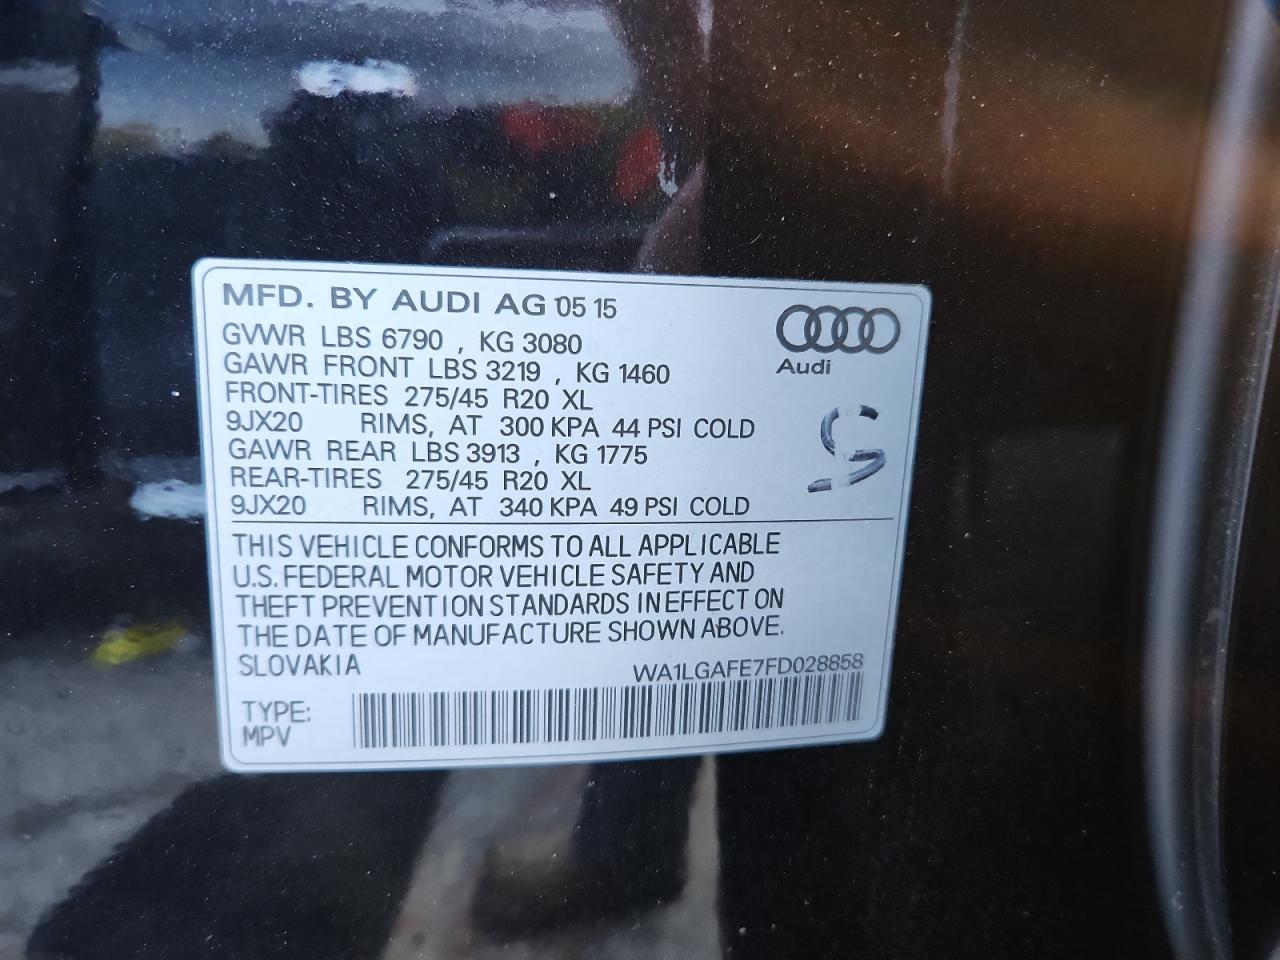 MFD. BY AUDI AG 05 15
GVWR LBS 6790 , KG 3080
GAWR FRONT LBS 3219 , KG 1460
FRONT-TIRES 275/45 R20 XL
9JX20 RIMS, AT 300 KPA 44 PSI COLD
GAWR REAR LBS 3913 , KG 1775
REAR-TIRES 275/45 R20 XL
9JX20 RIMS, AT 340 KPA 49 PSI COLD
Audi
S
THIS VEHICLE CONFORMS TO ALL APPLICABLE
U.S. FEDERAL MOTOR VEHICLE SAFETY AND
THEFT PREVENTION STANDARDS IN EFFECT ON
THE DATE OF MANUFACTURE SHOWN ABOVE.
SLOVAKIA WA1LGAFE7FD028858
TYPE:
MPV